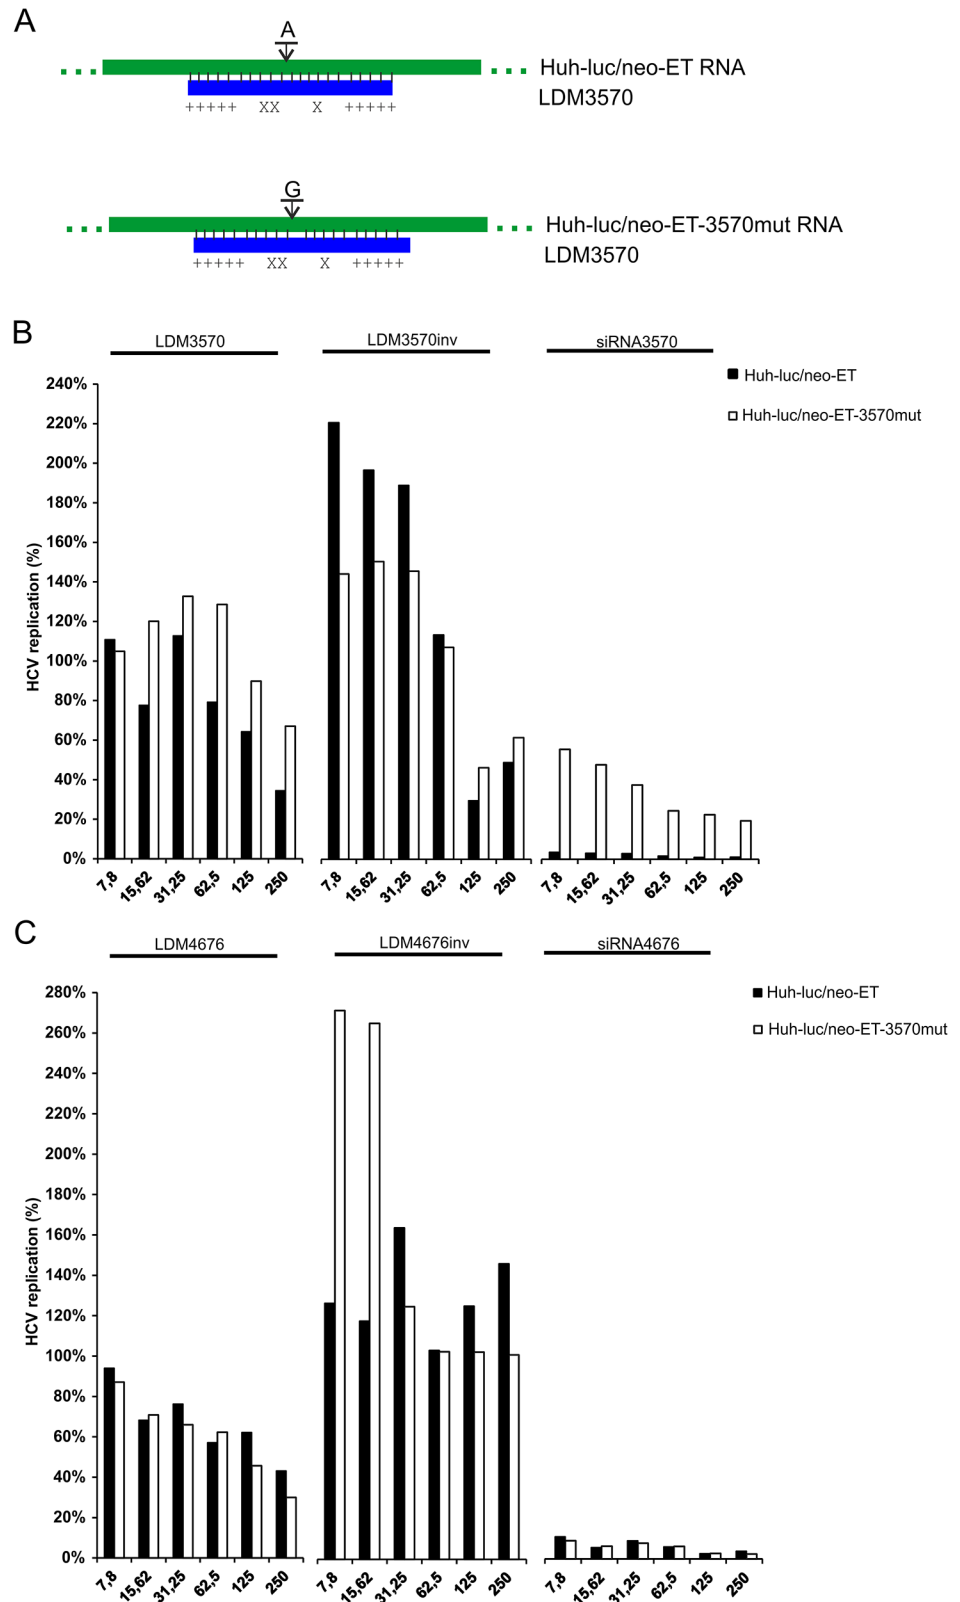 A
A
Huh-luc/neo-ET RNA
LDM3570
+++++ XX X +++++
G
Huh-luc/neo-ET-3570mut RNA
LDM3570
+++++ XX X +++++
B
LDM3570 LDM3570inv siRNA3570
Huh-luc/neo-ET
Huh-luc/neo-ET-3570mut
HCV replication (%)
240%
220%
200%
180%
160%
140%
120%
100%
80%
60%
40%
20%
0%
7,8 15,62 31,25 62,5 125 250 7,8 15,62 31,25 62,5 125 250 7,8 15,62 31,25 62,5 125 250
C
LDM4676 LDM4676inv siRNA4676
Huh-luc/neo-ET
Huh-luc/neo-ET-3570mut
HCV replication (%)
280%
260%
240%
220%
200%
180%
160%
140%
120%
100%
80%
60%
40%
20%
0%
7,8 15,62 31,25 62,5 125 250 7,8 15,62 31,25 62,5 125 250 7,8 15,62 31,25 62,5 125 250